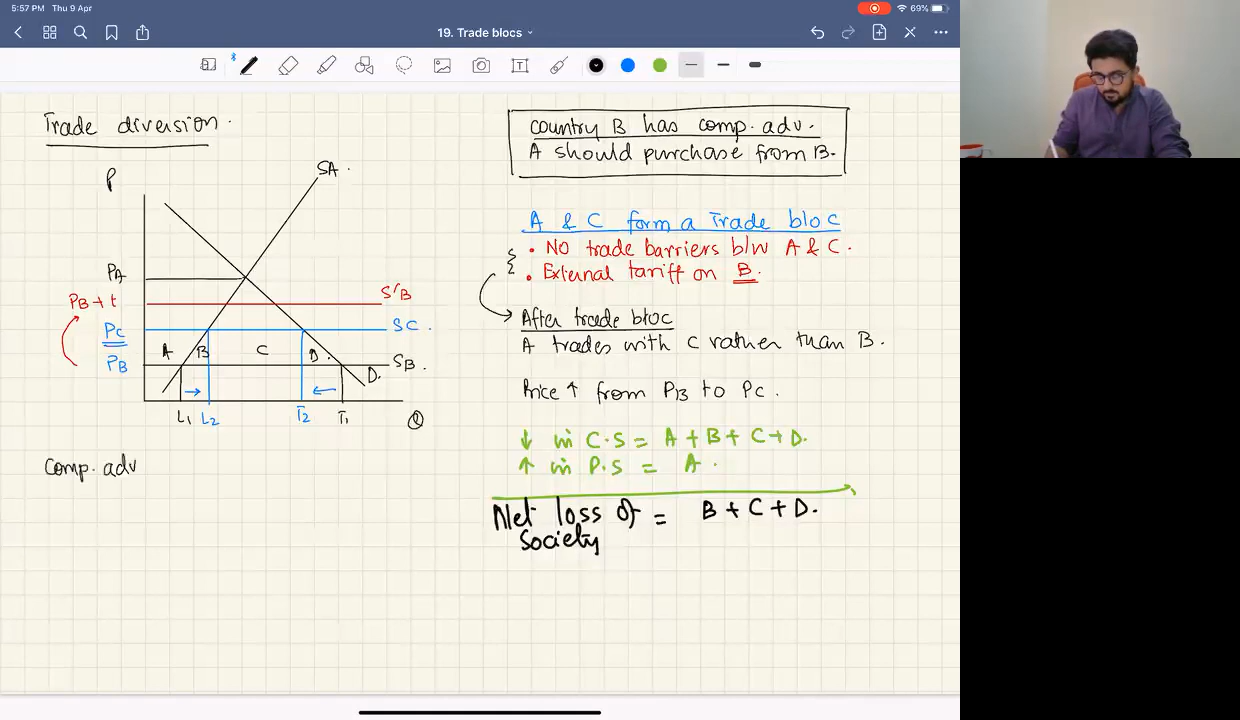 5:57 PM Thu 9 Apr
69%
19. Trade blocs
Trade diversion.
P
SA.
PA
PB + t
S'B
PC
SC.
PB
A B C D.
SB.
D.
L1 L2 T2 T1 Q
comp. adv
country B has comp. adv.
A should purchase from B.
A & C form a Trade bloc
• NO trade barriers b/w A & C.
• External tariff on B.
After trade bloc
A trades with C rather than B.
Price ↑ from PB to PC.
↓ in C.S = A + B + C + D.
↑ in P.S = A.
Net loss of = B + C + D.
Society